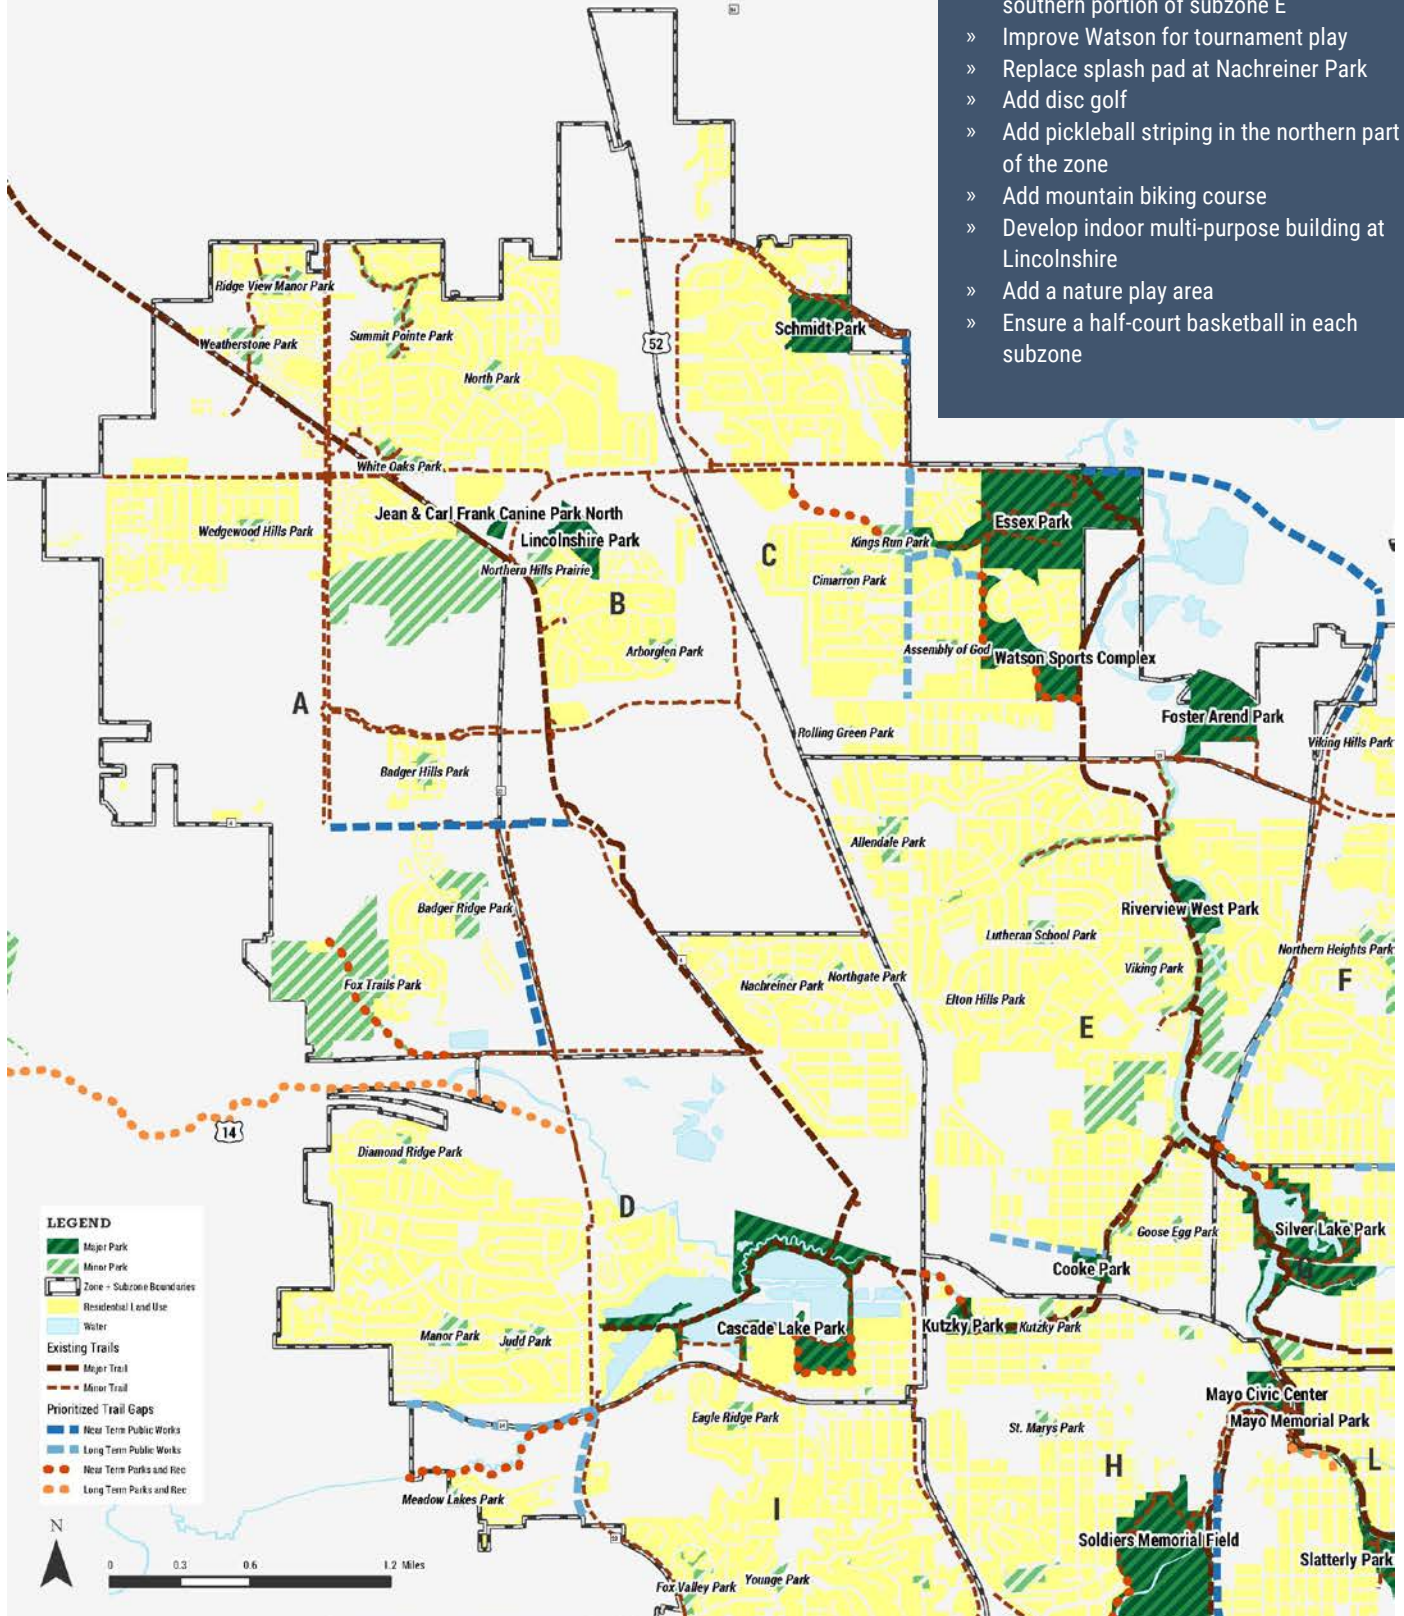 southern portion of subzone E
» Improve Watson for tournament play
» Replace splash pad at Nachreiner Park
» Add disc golf
» Add pickleball striping in the northern part
of the zone
» Add mountain biking course
» Develop indoor multi-purpose building at
Lincolnshire
» Add a nature play area
» Ensure a half-court basketball in each
subzone
Ridge View Manor Park
Schmidt Park
Summit Pointe Park
Weatherstone Park
52
North Park
White Oaks Park
Jean & Carl Frank Canine Park North
Essex Park
Wedgewood Hills Park
Lincolnshire Park
Kings Run Park
C
Northern Hills Prairie
Cimarron Park
B
Arborglen Park
Assembly of God
Watson Sports Complex
A
Foster Arend Park
Rolling Green Park
Viking Hills Park
Badger Hills Park
4
Allendale Park
Badger Ridge Park
Riverview West Park
Lutheran School Park
Northern Heights Park
4
Viking Park
Northgate Park
Fox Trails Park
Nachreiner Park
F
Elton Hills Park
E
14
Diamond Ridge Park
D
LEGEND
Major Park
Minor Park
Zone + Subzone Boundaries
Residential Land Use
Water
Existing Trails
Major Trail
Minor Trail
Prioritized Trail Gaps
Near Term Public Works
Long Term Public Works
Near Term Parks and Rec
Long Term Parks and Rec
Goose Egg Park
Silver Lake Park
Cooke Park
Cascade Lake Park
Kutzky Park
Kutzky Park
Manor Park
Judd Park
Mayo Civic Center
Eagle Ridge Park
Mayo Memorial Park
St. Marys Park
L
H
Meadow Lakes Park
I
N
Soldiers Memorial Field
Slatterly Park
0 0.3 0.6 1.2 Miles
Fox Valley Park
Younge Park